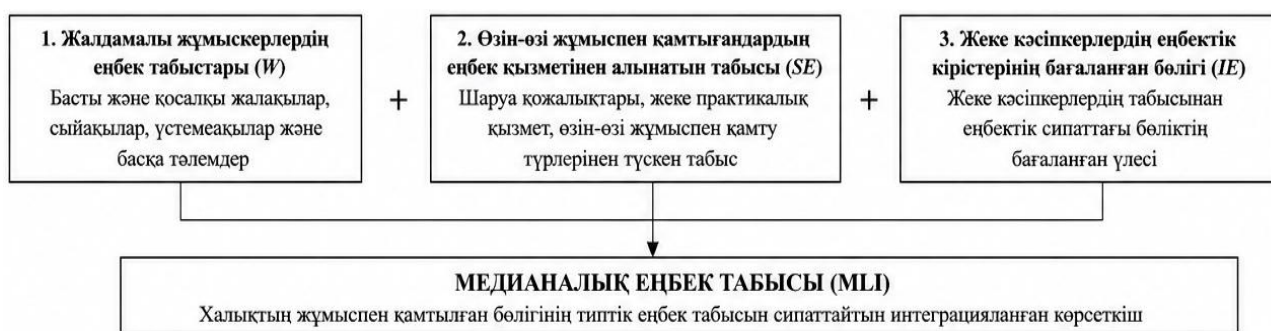 1. Жалдамалы жұмыскерлердің
еңбек табыстары (W)
Басты және қосалқы жалақылар,
сыйақылар, үстемеақылар және
басқа тәлемдер
+
2. Өзін-өзі жұмыспен қамтығандардың
еңбек қызметінен алынатын табысы (SE)
Шаруа қожалықтары, жеке практикалық
қызмет, өзін-өзі жұмыспен қамту
түрлерінен түскен табыс
+
3. Жеке кәсіпкерлердің еңбектік
кірістерінің бағаланған бөлігі (IE)
Жеке кәсіпкерлердің табысынан
еңбектік сипаттағы бөліктің
бағаланған үлесі
МЕДИАНАЛЫҚ ЕҢБЕК ТАБЫСЫ (MLI)
Халықтың жұмыспен қамтылған бөлігінің типтік еңбек табысын сипаттайтын интеграцияланған көрсеткіш